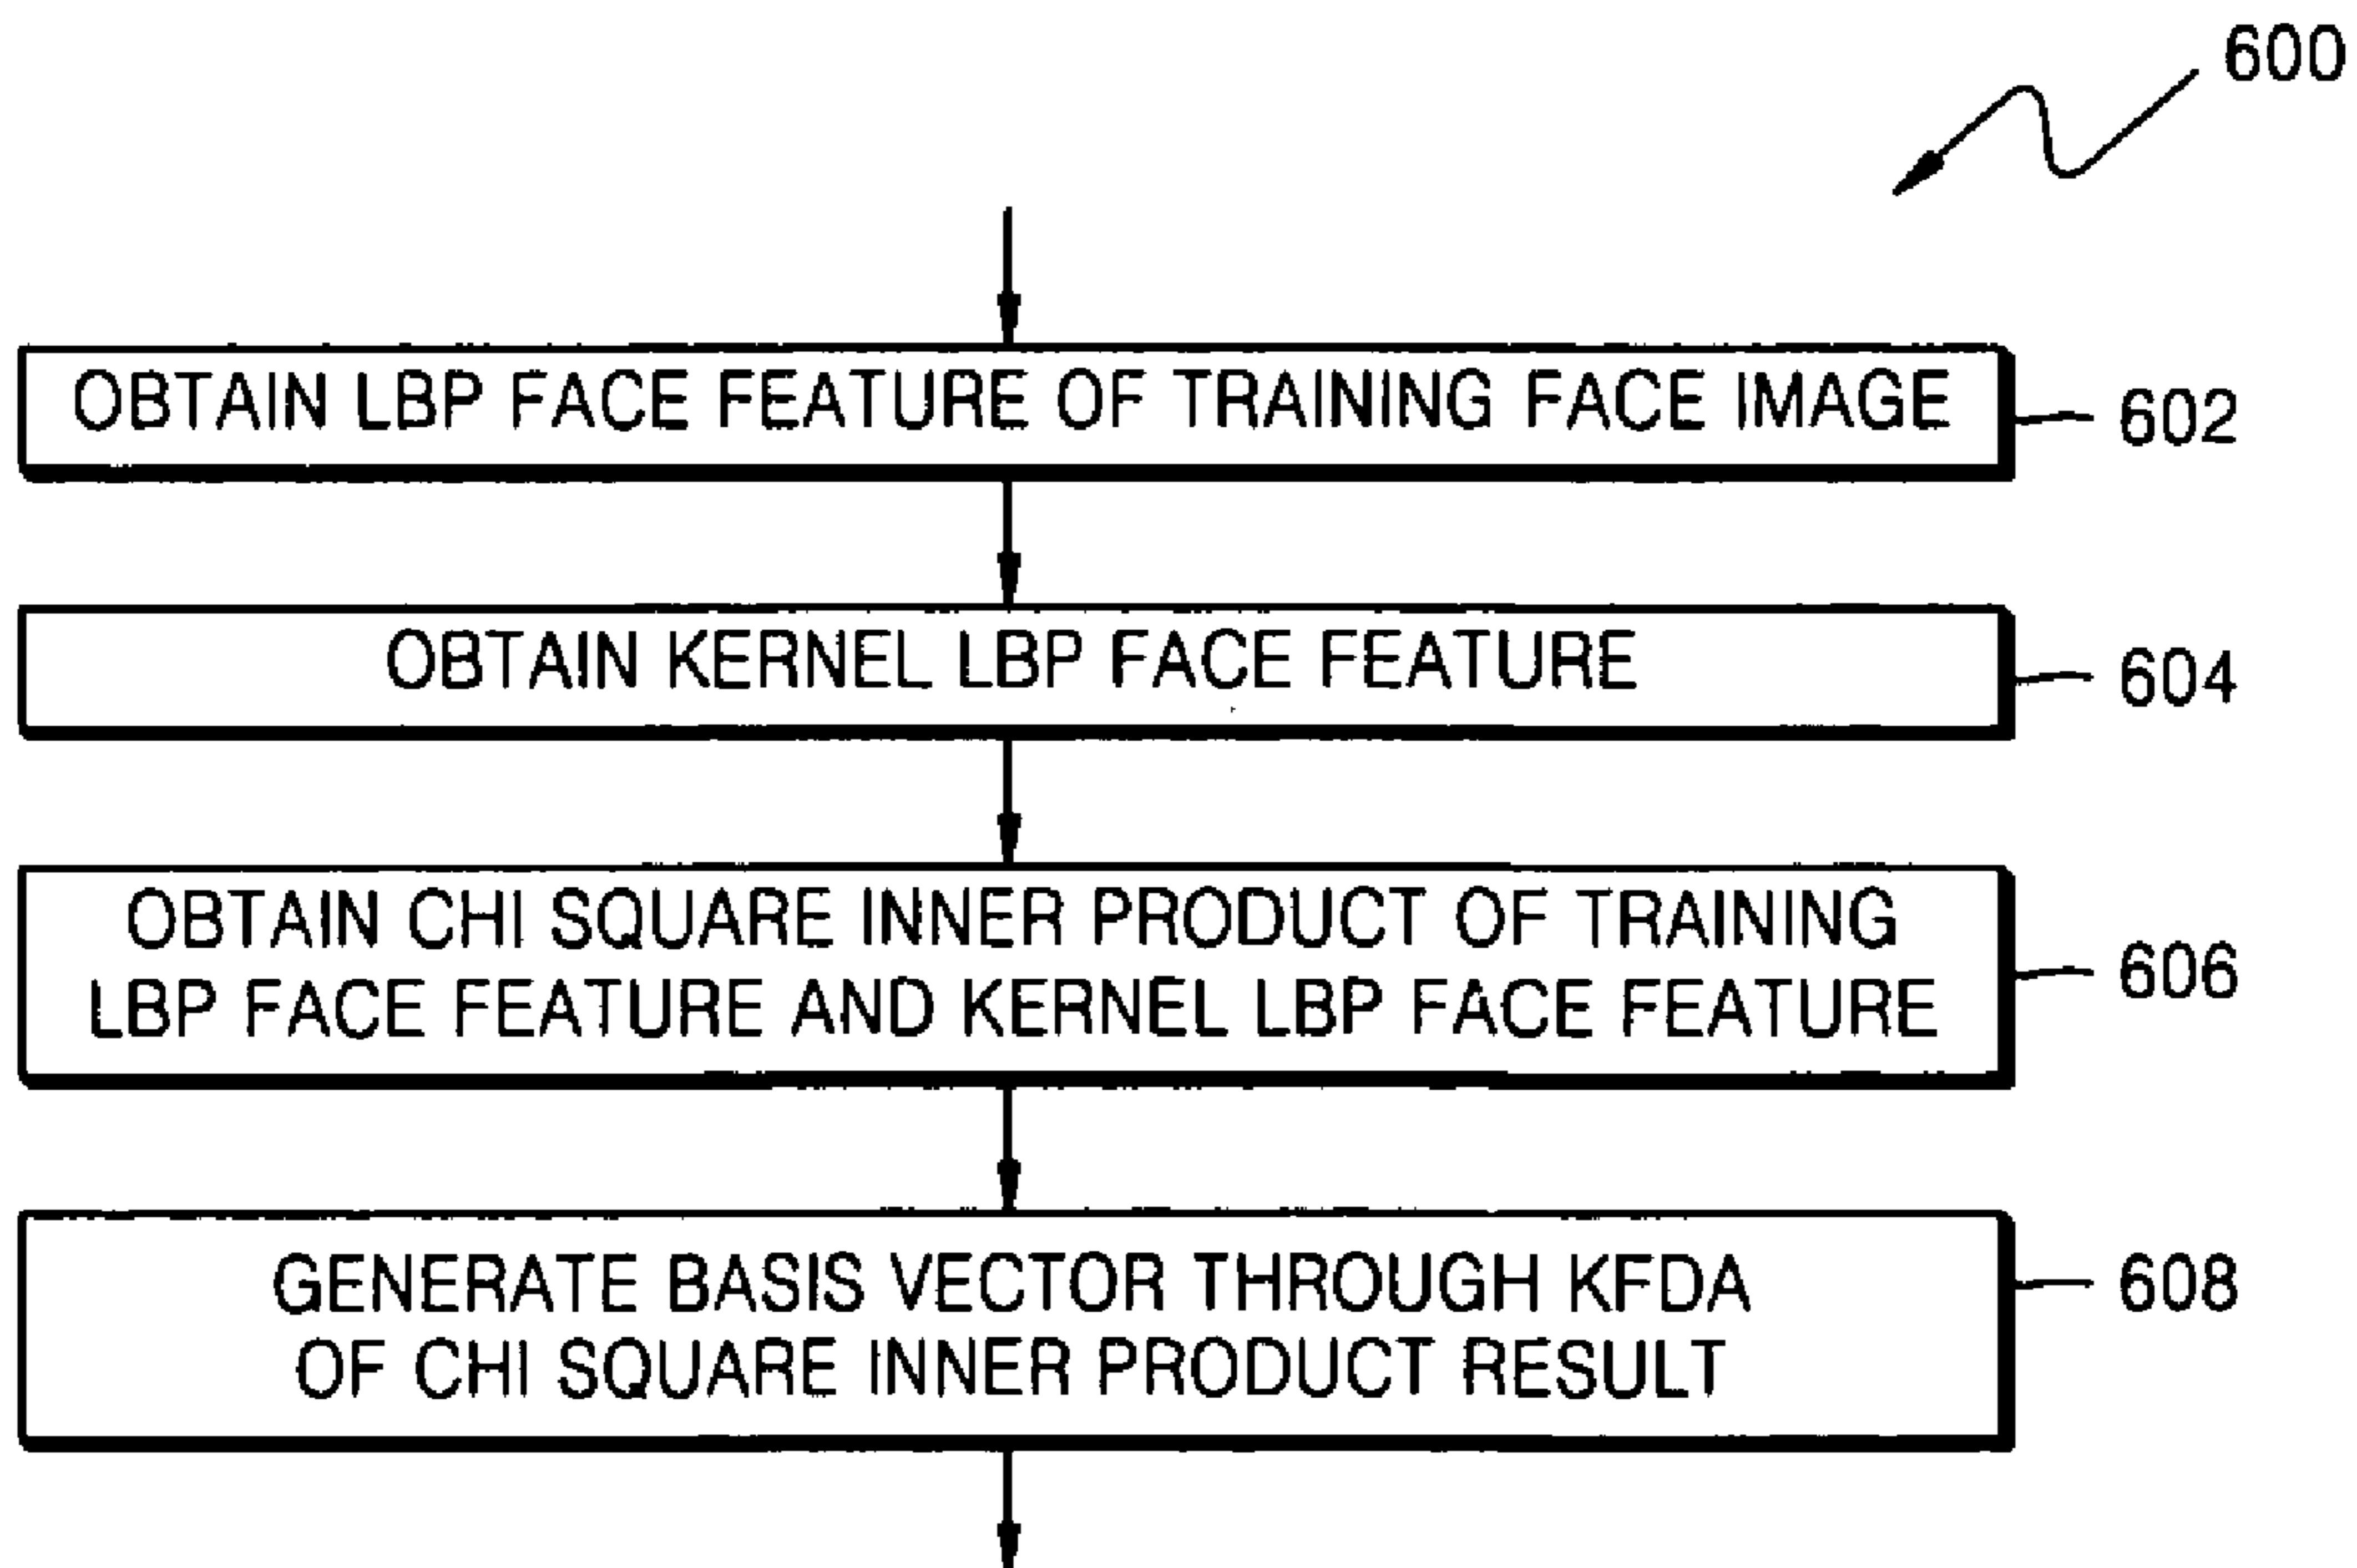 600
OBTAIN LBP FACE FEATURE OF TRAINING FACE IMAGE
602
OBTAIN KERNEL LBP FACE FEATURE
604
OBTAIN CHI SQUARE INNER PRODUCT OF TRAINING
LBP FACE FEATURE AND KERNEL LBP FACE FEATURE
606
GENERATE BASIS VECTOR THROUGH KFDA
OF CHI SQUARE INNER PRODUCT RESULT
608